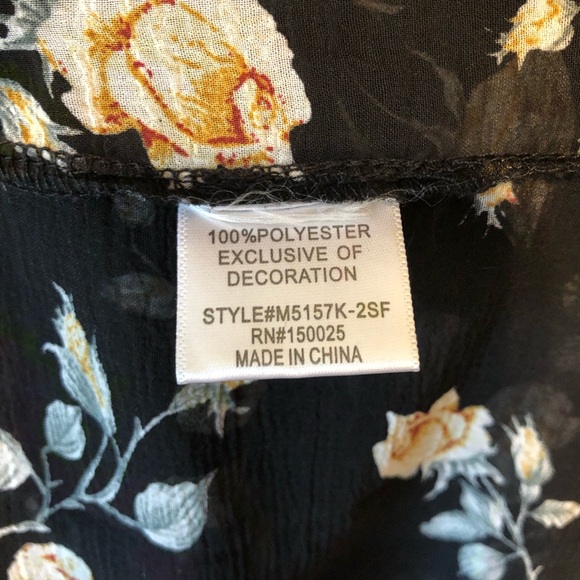 100%POLYESTER
EXCLUSIVE OF
DECORATION
STYLE#M5157K-2SF
RN#150025
MADE IN CHINA